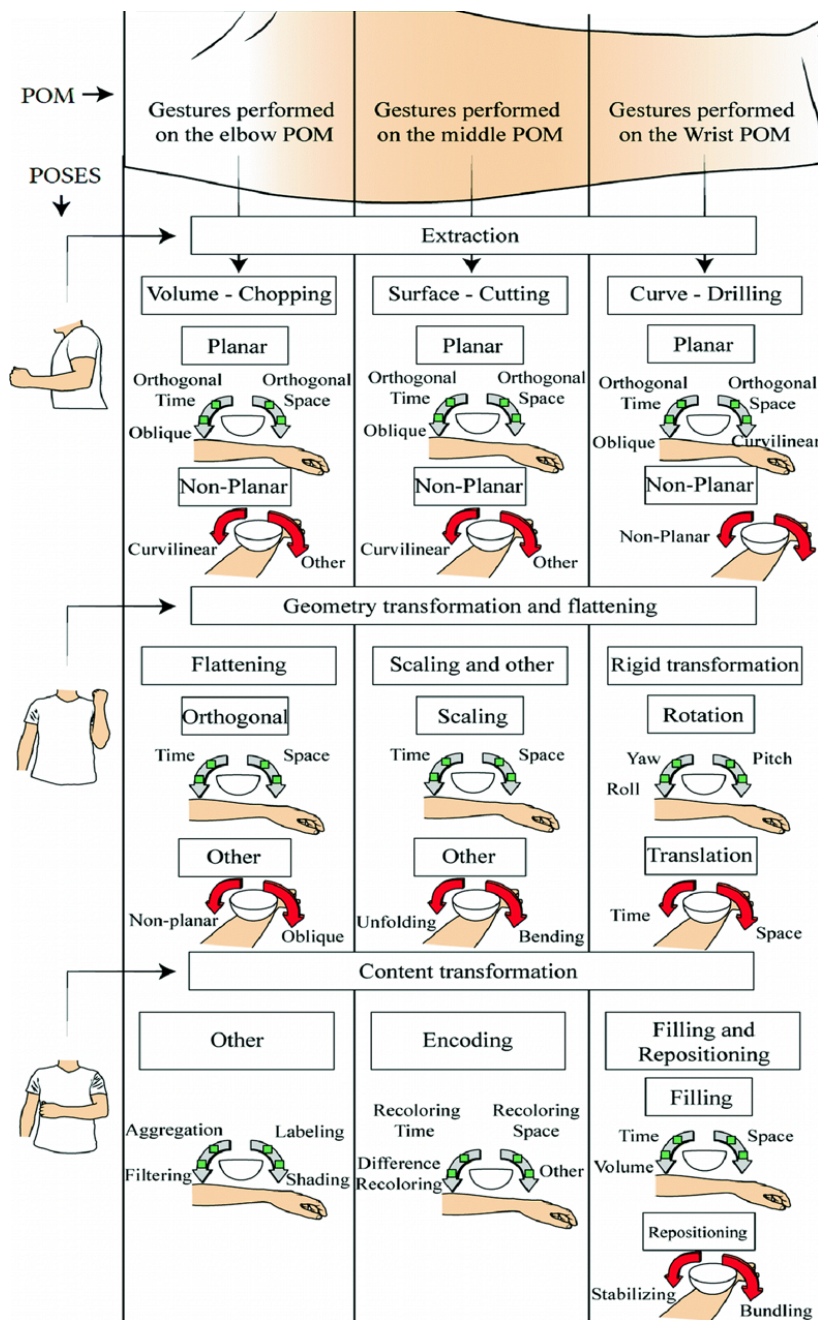 POM
Gestures performed
on the elbow POM
Gestures performed
on the middle POM
Gestures performed
on the Wrist POM
POSES
Extraction
Volume - Chopping
Surface - Cutting
Curve - Drilling
Planar
Planar
Planar
Orthogonal
Time
Orthogonal
Space
Oblique
Orthogonal
Time
Orthogonal
Space
Oblique
Orthogonal
Time
Orthogonal
Space
Oblique
Curvilinear
Non-Planar
Non-Planar
Non-Planar
Curvilinear
Other
Curvilinear
Other
Non-Planar
Geometry transformation and flattening
Flattening
Scaling and other
Rigid transformation
Orthogonal
Scaling
Rotation
Time
Space
Time
Space
Yaw
Pitch
Roll
Other
Other
Translation
Non-planar
Oblique
Unfolding
Bending
Time
Space
Content transformation
Other
Encoding
Filling and
Repositioning
Filling
Aggregation
Labeling
Filtering
Shading
Recoloring
Time
Recoloring
Space
Difference
Recoloring
Other
Time
Space
Volume
Repositioning
Stabilizing
Bundling